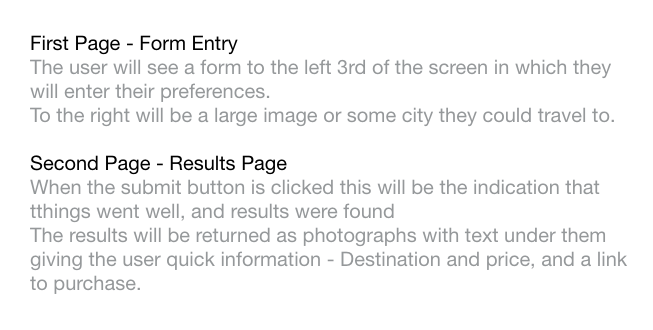 First Page - Form Entry
The user will see a form to the left 3rd of the screen in which they
will enter their preferences.
To the right will be a large image or some city they could travel to.
Second Page - Results Page
When the submit button is clicked this will be the indication that
tthings went well, and results were found
The results will be returned as photographs with text under them
giving the user quick information - Destination and price, and a link
to purchase.